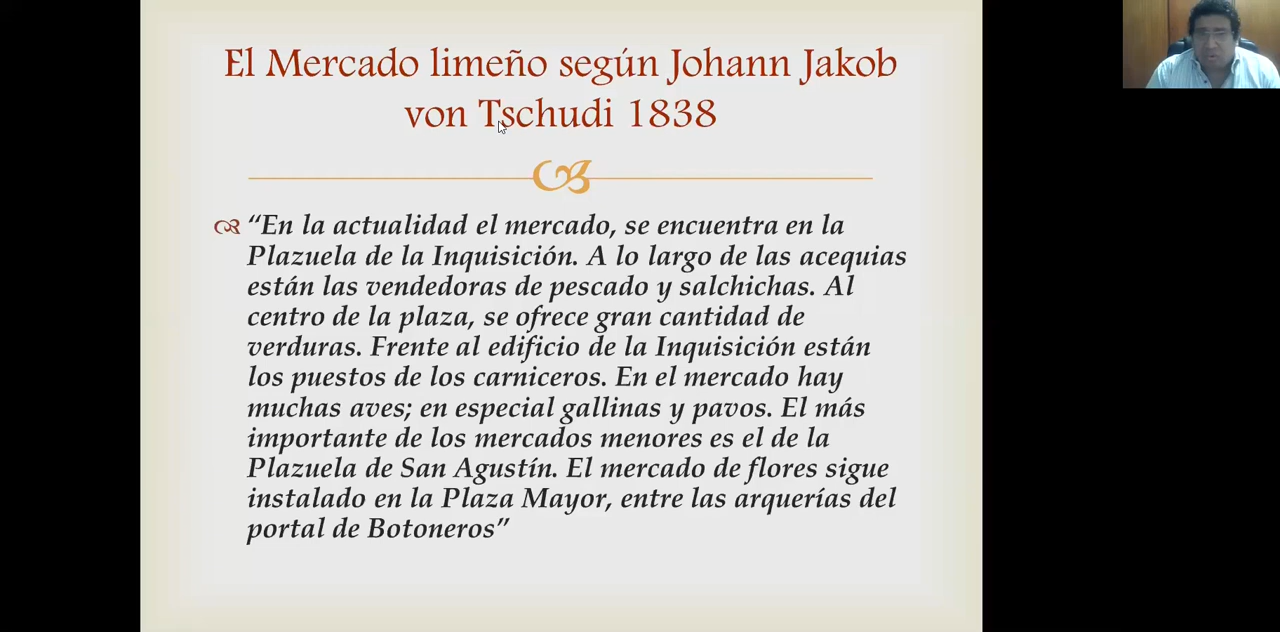 El Mercado limeño según Johann Jakob
von Tschudi 1838
“En la actualidad el mercado, se encuentra en la
Plazuela de la Inquisición. A lo largo de las acequias
están las vendedoras de pescado y salchichas. Al
centro de la plaza, se ofrece gran cantidad de
verduras. Frente al edificio de la Inquisición están
los puestos de los carniceros. En el mercado hay
muchas aves; en especial gallinas y pavos. El más
importante de los mercados menores es el de la
Plazuela de San Agustín. El mercado de flores sigue
instalado en la Plaza Mayor, entre las arquerías del
portal de Botoneros”